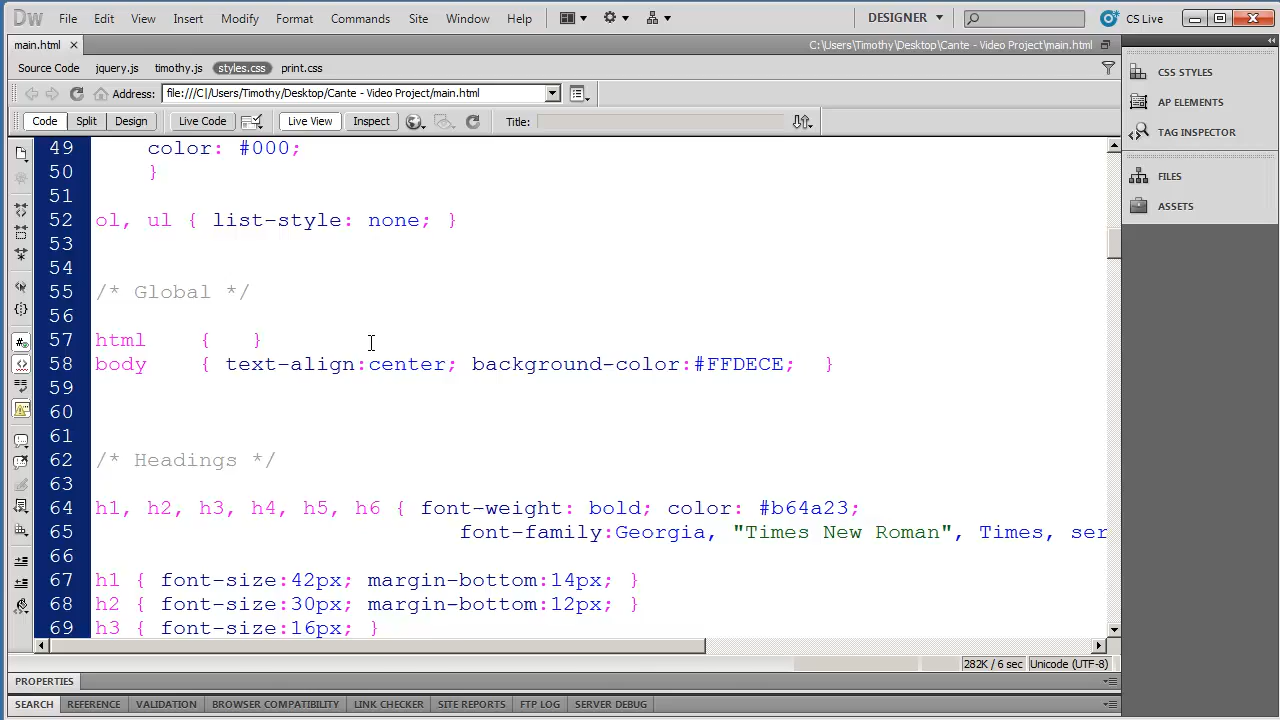 Dw File Edit View Insert Modify Format Commands Site Window Help DESIGNER CS Live
main.html C:\Users\Timothy\Desktop\Cante - Video Project\main.html
Source Code jquery.js timothy.js styles.css print.css
Address: file:///C|/Users/Timothy/Desktop/Cante - Video Project/main.html
Code Split Design Live Code Live View Inspect Title:
49 color: #000;
50 }
51
52 ol, ul { list-style: none; }
53
54
55 /* Global */
56
57 html { }
58 body { text-align:center; background-color:#FFDECE; }
59
60
61
62 /* Headings */
63
64 h1, h2, h3, h4, h5, h6 { font-weight: bold; color: #b64a23;
65 font-family:Georgia, "Times New Roman", Times, ser
66
67 h1 { font-size:42px; margin-bottom:14px; }
68 h2 { font-size:30px; margin-bottom:12px; }
69 h3 { font-size:16px; }
282K / 6 sec Unicode (UTF-8)
PROPERTIES
SEARCH REFERENCE VALIDATION BROWSER COMPATIBILITY LINK CHECKER SITE REPORTS FTP LOG SERVER DEBUG
CSS STYLES
AP ELEMENTS
TAG INSPECTOR
FILES
ASSETS